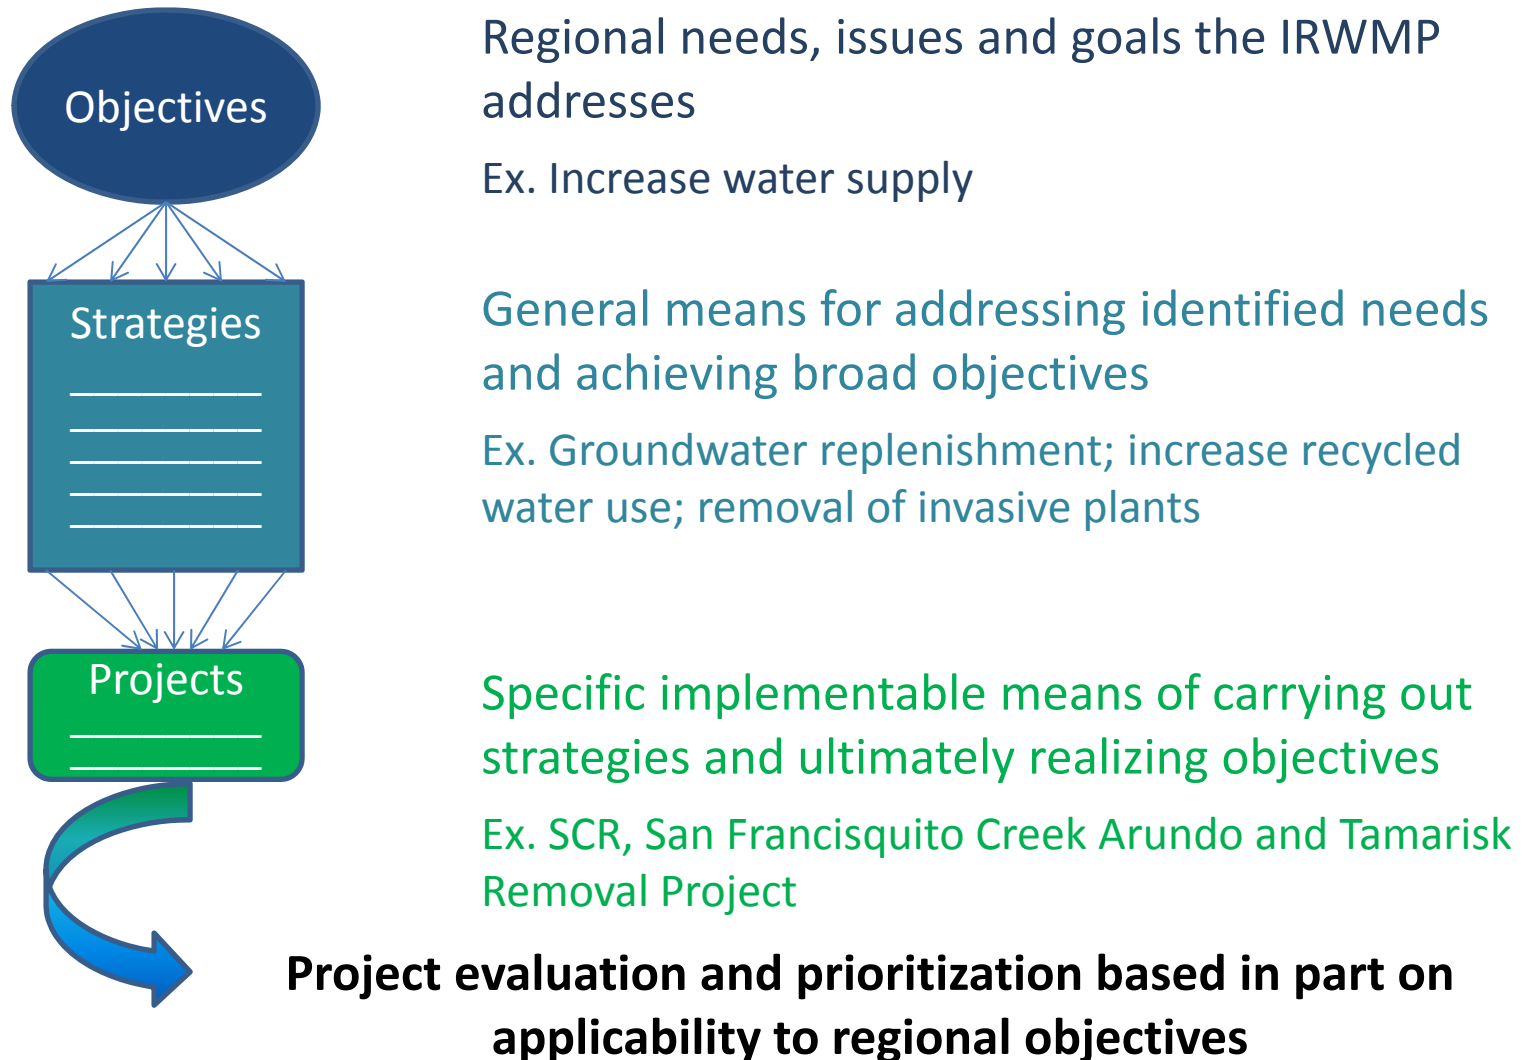 Objectives
Regional needs, issues and goals the IRWMP
addresses
Ex. Increase water supply
Strategies
General means for addressing identified needs
and achieving broad objectives
Ex. Groundwater replenishment; increase recycled
water use; removal of invasive plants
Projects
Specific implementable means of carrying out
strategies and ultimately realizing objectives
Ex. SCR, San Francisquito Creek Arundo and Tamarisk
Removal Project
Project evaluation and prioritization based in part on
applicability to regional objectives